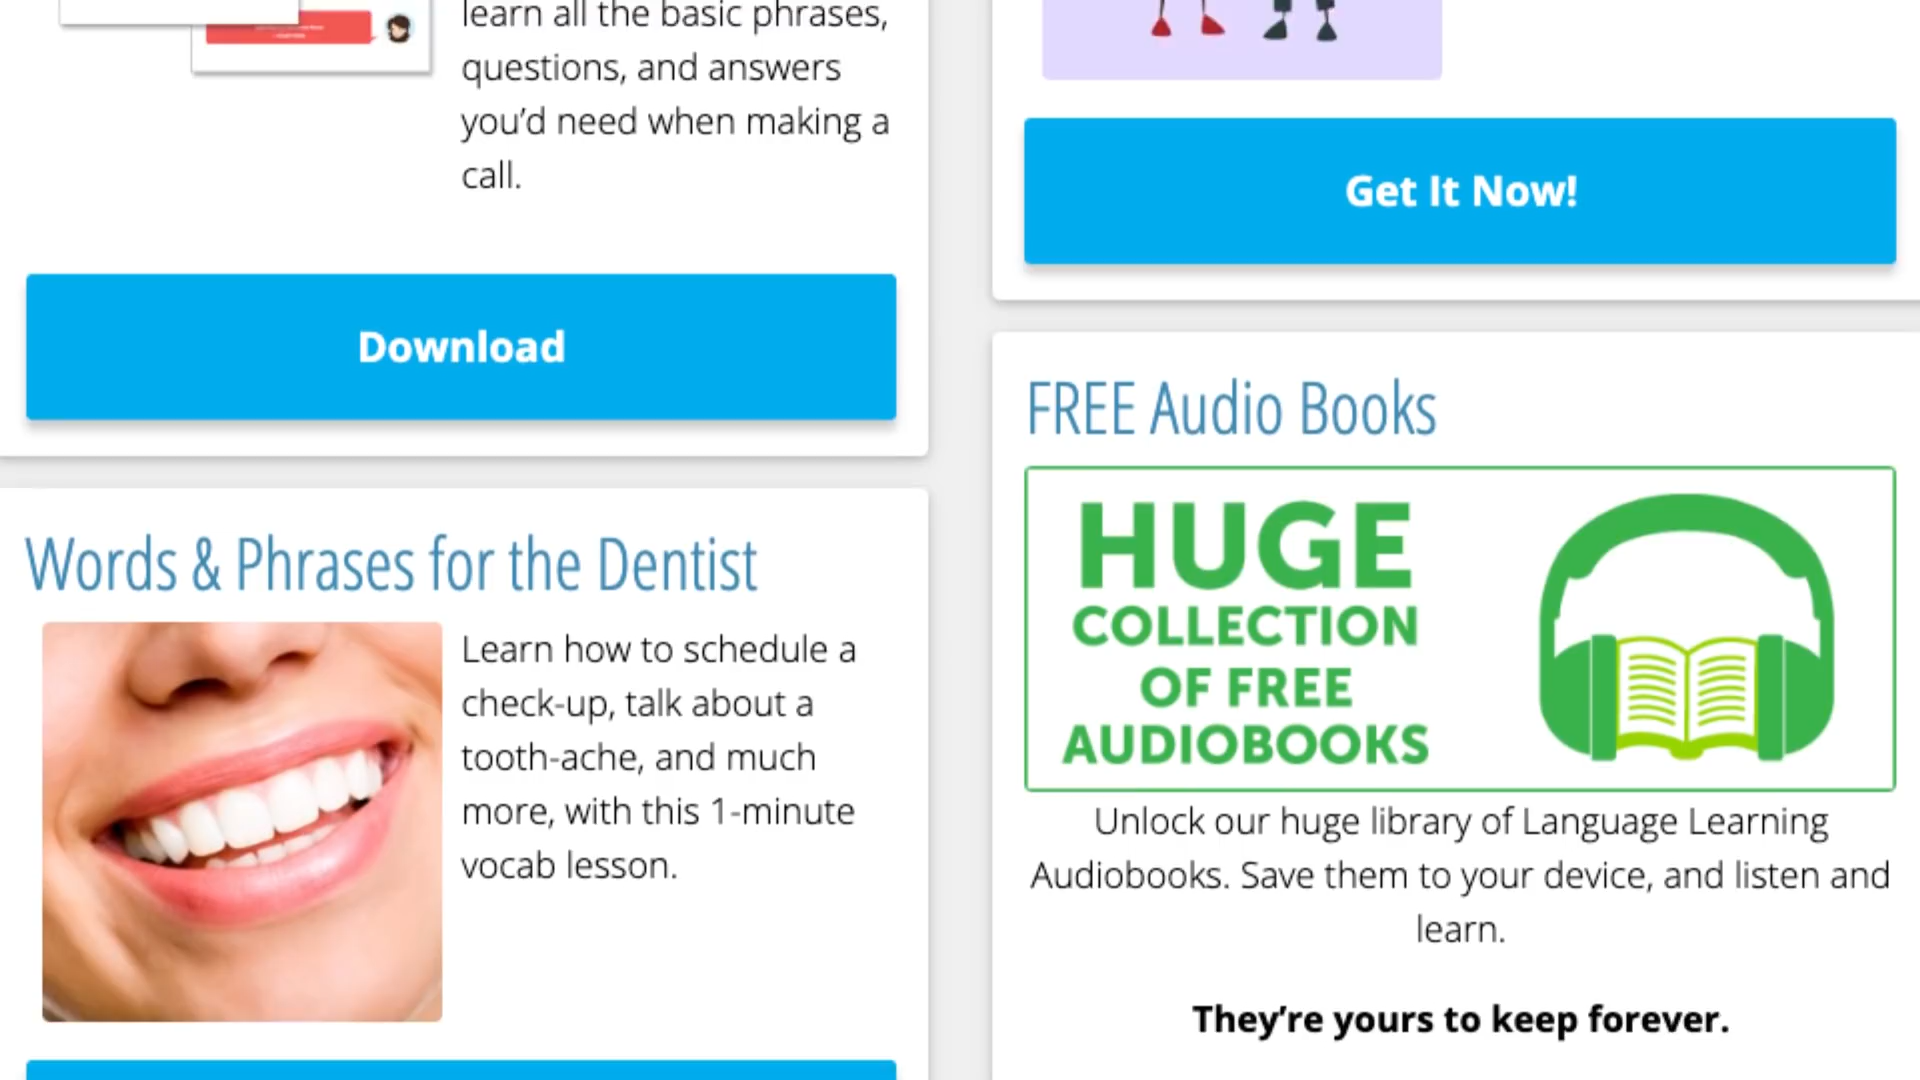 learn all the basic phrases,
questions, and answers
you’d need when making a
call.
Download
Words & Phrases for the Dentist
Learn how to schedule a
check-up, talk about a
tooth-ache, and much
more, with this 1-minute
vocab lesson.
Get It Now!
FREE Audio Books
HUGE
COLLECTION
OF FREE
AUDIOBOOKS
Unlock our huge library of Language Learning
Audiobooks. Save them to your device, and listen and
learn.
They’re yours to keep forever.